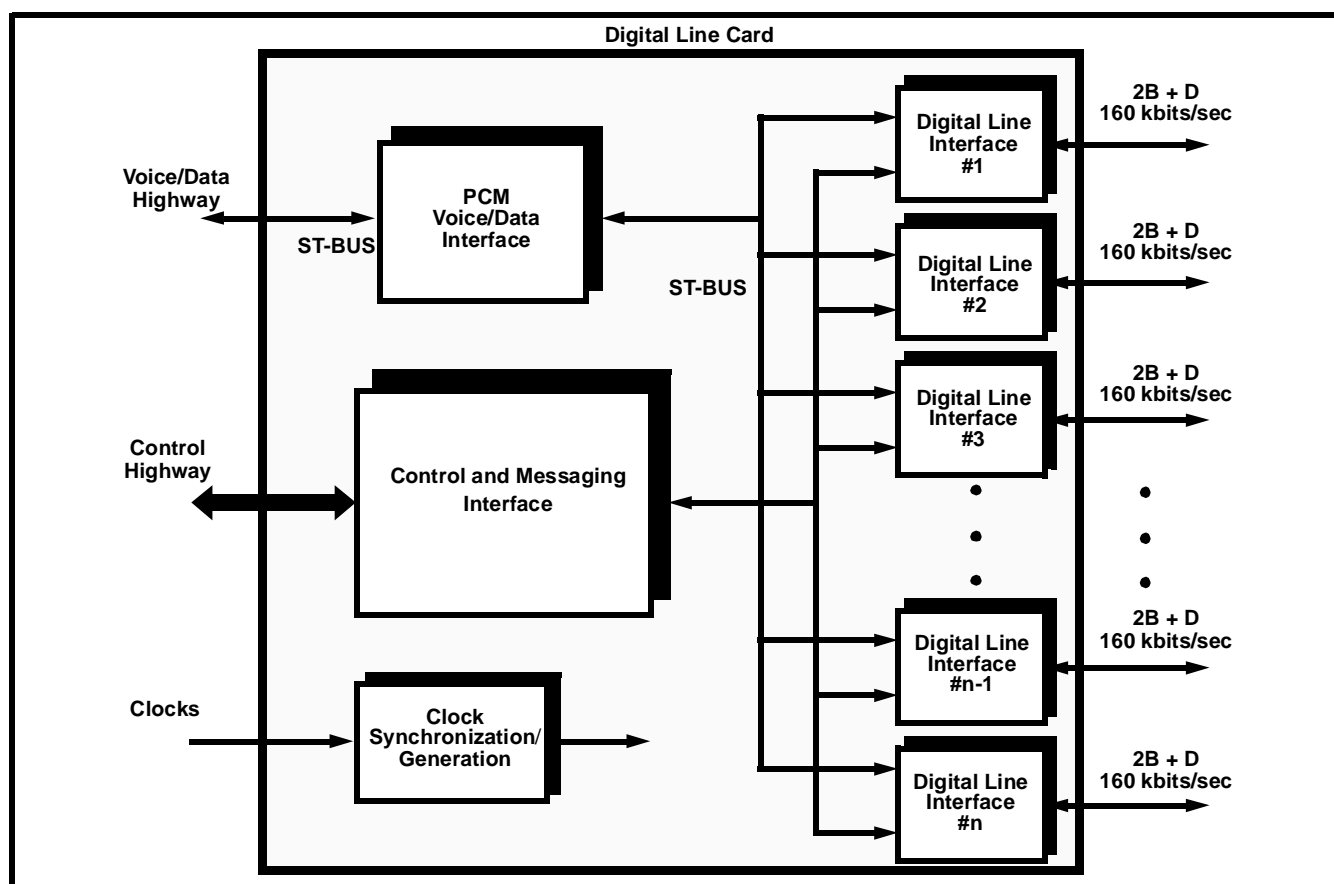 Digital Line Card
Voice/Data
Highway
ST-BUS
PCM
Voice/Data
Interface
ST-BUS
Control
Highway
Control and Messaging
Interface
Clocks
Clock
Synchronization/
Generation
Digital Line
Interface
#1
2B + D
160 kbits/sec
Digital Line
Interface
#2
2B + D
160 kbits/sec
Digital Line
Interface
#3
2B + D
160 kbits/sec
Digital Line
Interface
#n-1
2B + D
160 kbits/sec
Digital Line
Interface
#n
2B + D
160 kbits/sec